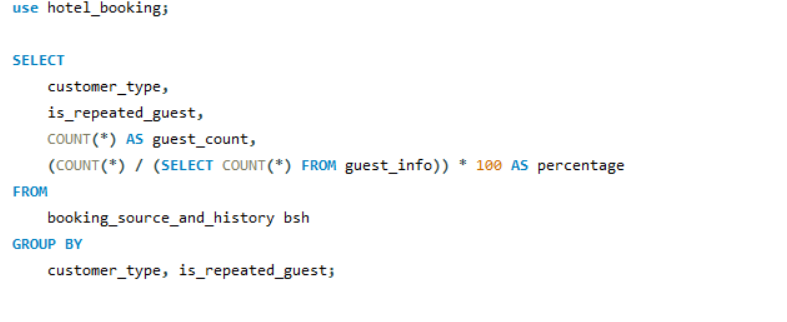 use hotel_booking;
SELECT
customer_type,
is_repeated_guest,
COUNT(*) AS guest_count,
(COUNT(*) / (SELECT COUNT(*) FROM guest_info)) * 100 AS percentage
FROM
booking_source_and_history bsh
GROUP BY
customer_type, is_repeated_guest;